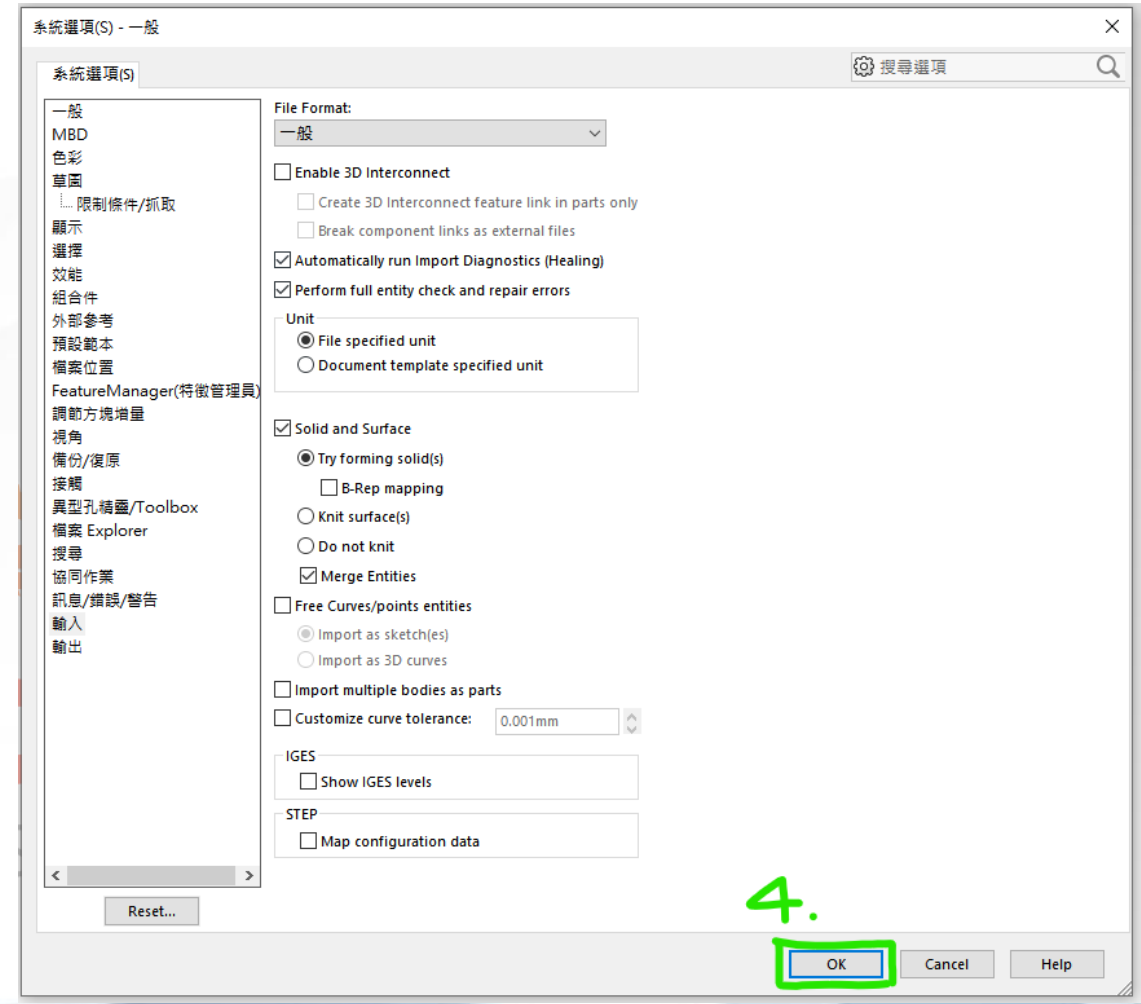 系統選項(S) - 一般
系統選項(S)
搜尋選項
一般
MBD
色彩
草圖
限制條件/抓取
顯示
選擇
效能
組合件
外部參考
預設範本
檔案位置
FeatureManager(特徵管理員)
調節方塊增量
視角
備份/復原
接觸
異型孔精靈/Toolbox
檔案 Explorer
搜尋
協同作業
訊息/錯誤/警告
輸入
輸出
Reset...
File Format:
一般
Enable 3D Interconnect
Create 3D Interconnect feature link in parts only
Break component links as external files
Automatically run Import Diagnostics (Healing)
Perform full entity check and repair errors
Unit
File specified unit
Document template specified unit
Solid and Surface
Try forming solid(s)
B-Rep mapping
Knit surface(s)
Do not knit
Merge Entities
Free Curves/points entities
Import as sketch(es)
Import as 3D curves
Import multiple bodies as parts
Customize curve tolerance: 0.001mm
IGES
Show IGES levels
STEP
Map configuration data
4.
OK Cancel Help